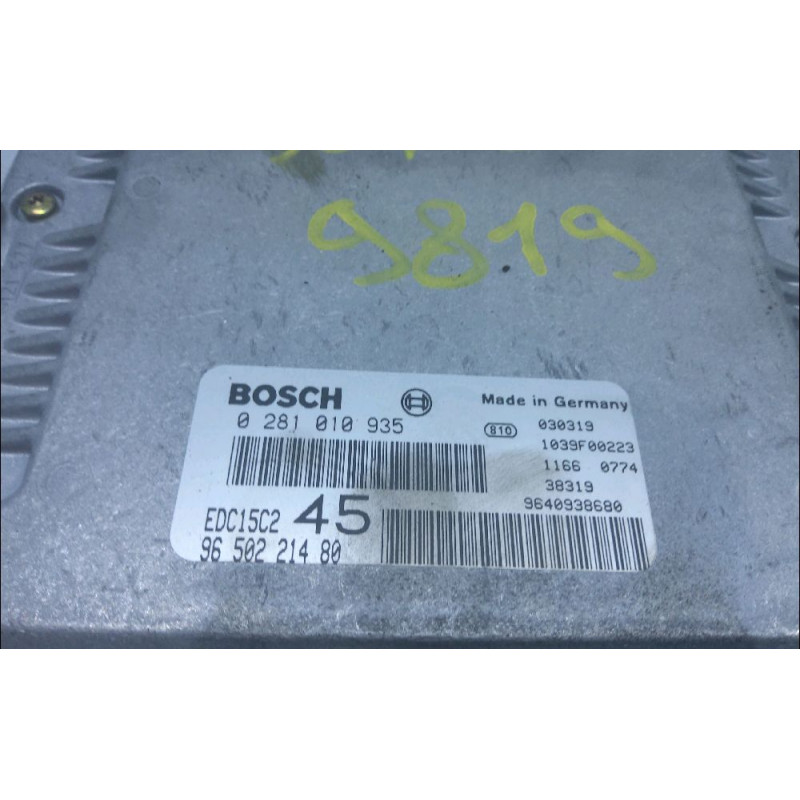 9819
BOSCH
Made in Germany
0 281 010 935
810
030319
1039F00223
1166 0774
38319
9640938680
EDC15C2 45
96 502 214 80